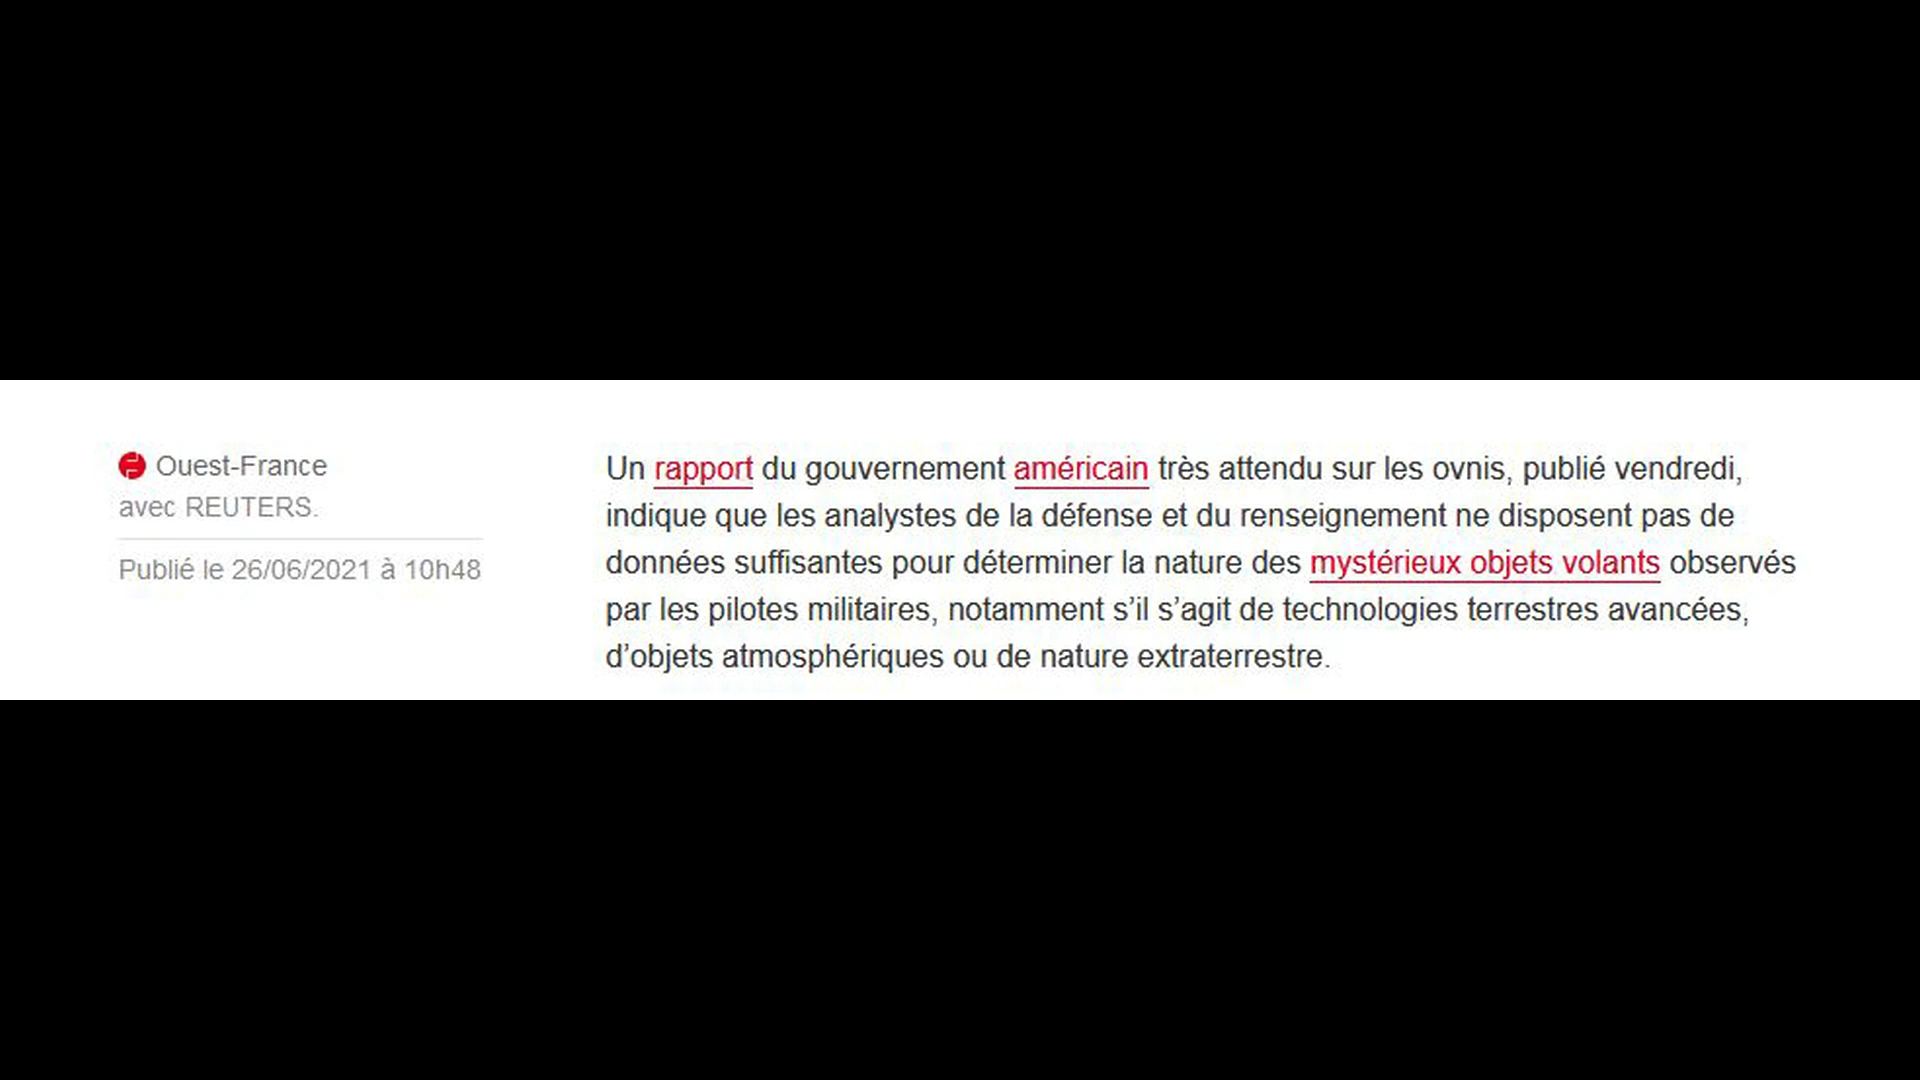 Ouest-France
avec REUTERS.
Publié le 26/06/2021 à 10h48
Un rapport du gouvernement américain très attendu sur les ovnis, publié vendredi,
indique que les analystes de la défense et du renseignement ne disposent pas de
données suffisantes pour déterminer la nature des mystérieux objets volants observés
par les pilotes militaires, notamment s’il s’agit de technologies terrestres avancées,
d’objets atmosphériques ou de nature extraterrestre.